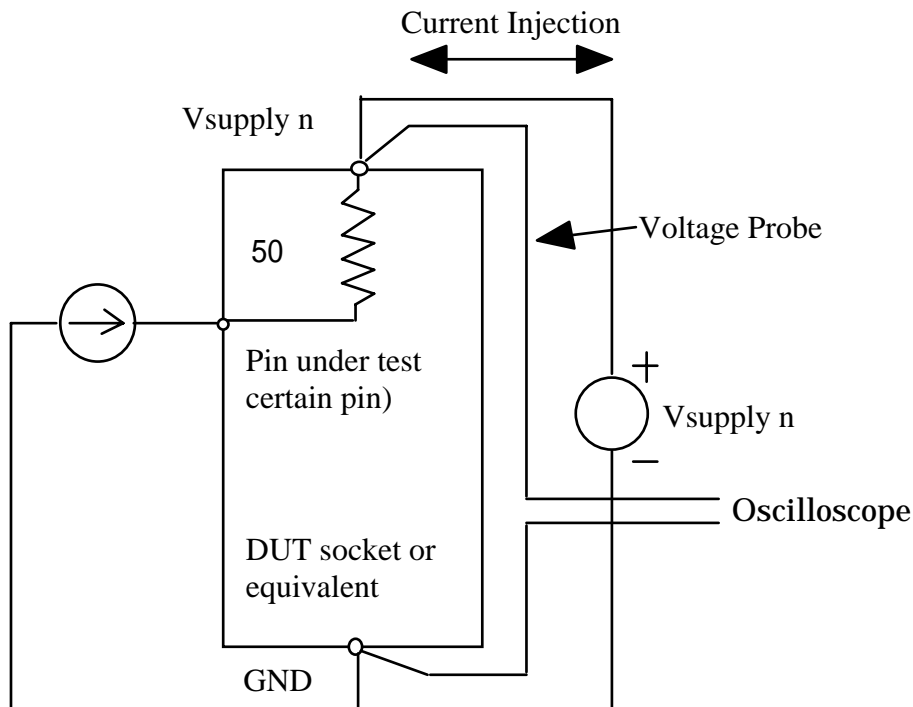 Current Injection
Vsupply n
Voltage Probe
50
Pin under test
certain pin)
+
Vsupply n
−
Oscilloscope
DUT socket or
equivalent
GND